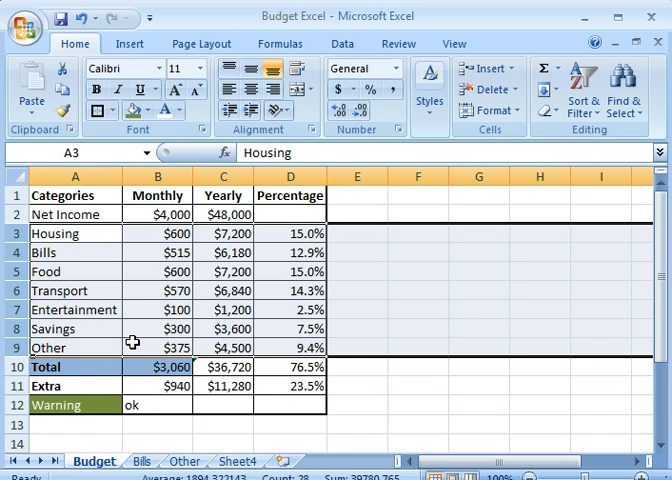 Budget Excel - Microsoft Excel
Home Insert Page Layout Formulas Data Review View
Calibri 11 General
Paste
B I U A A
$ % ,
Styles
Insert
Delete
Format
Sort & Filter
Find & Select
Clipboard Font Alignment Number Cells Editing
A3 fx Housing
A B C D E F G H I
1 Categories Monthly Yearly Percentage
2 Net Income $4,000 $48,000
3 Housing $600 $7,200 15.0%
4 Bills $515 $6,180 12.9%
5 Food $600 $7,200 15.0%
6 Transport $570 $6,840 14.3%
7 Entertainment $100 $1,200 2.5%
8 Savings $300 $3,600 7.5%
9 Other $375 $4,500 9.4%
10 Total $3,060 $36,720 76.5%
11 Extra $940 $11,280 23.5%
12 Warning ok
13
14
Budget Bills Other Sheet4
Ready Average: 1894.322143 Count: 28 Sum: 39780.765 100%